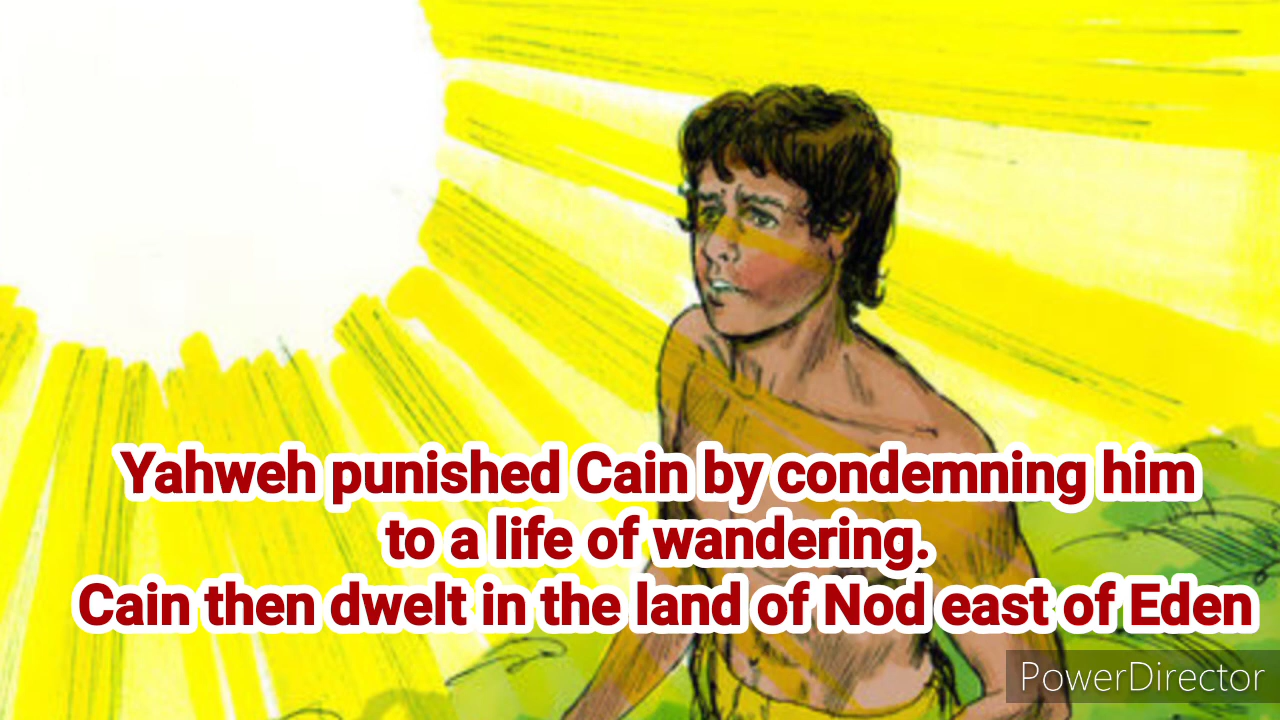 Yahweh punished Cain by condemning him
to a life of wandering.
Cain then dwelt in the land of Nod east of Eden
PowerDirector